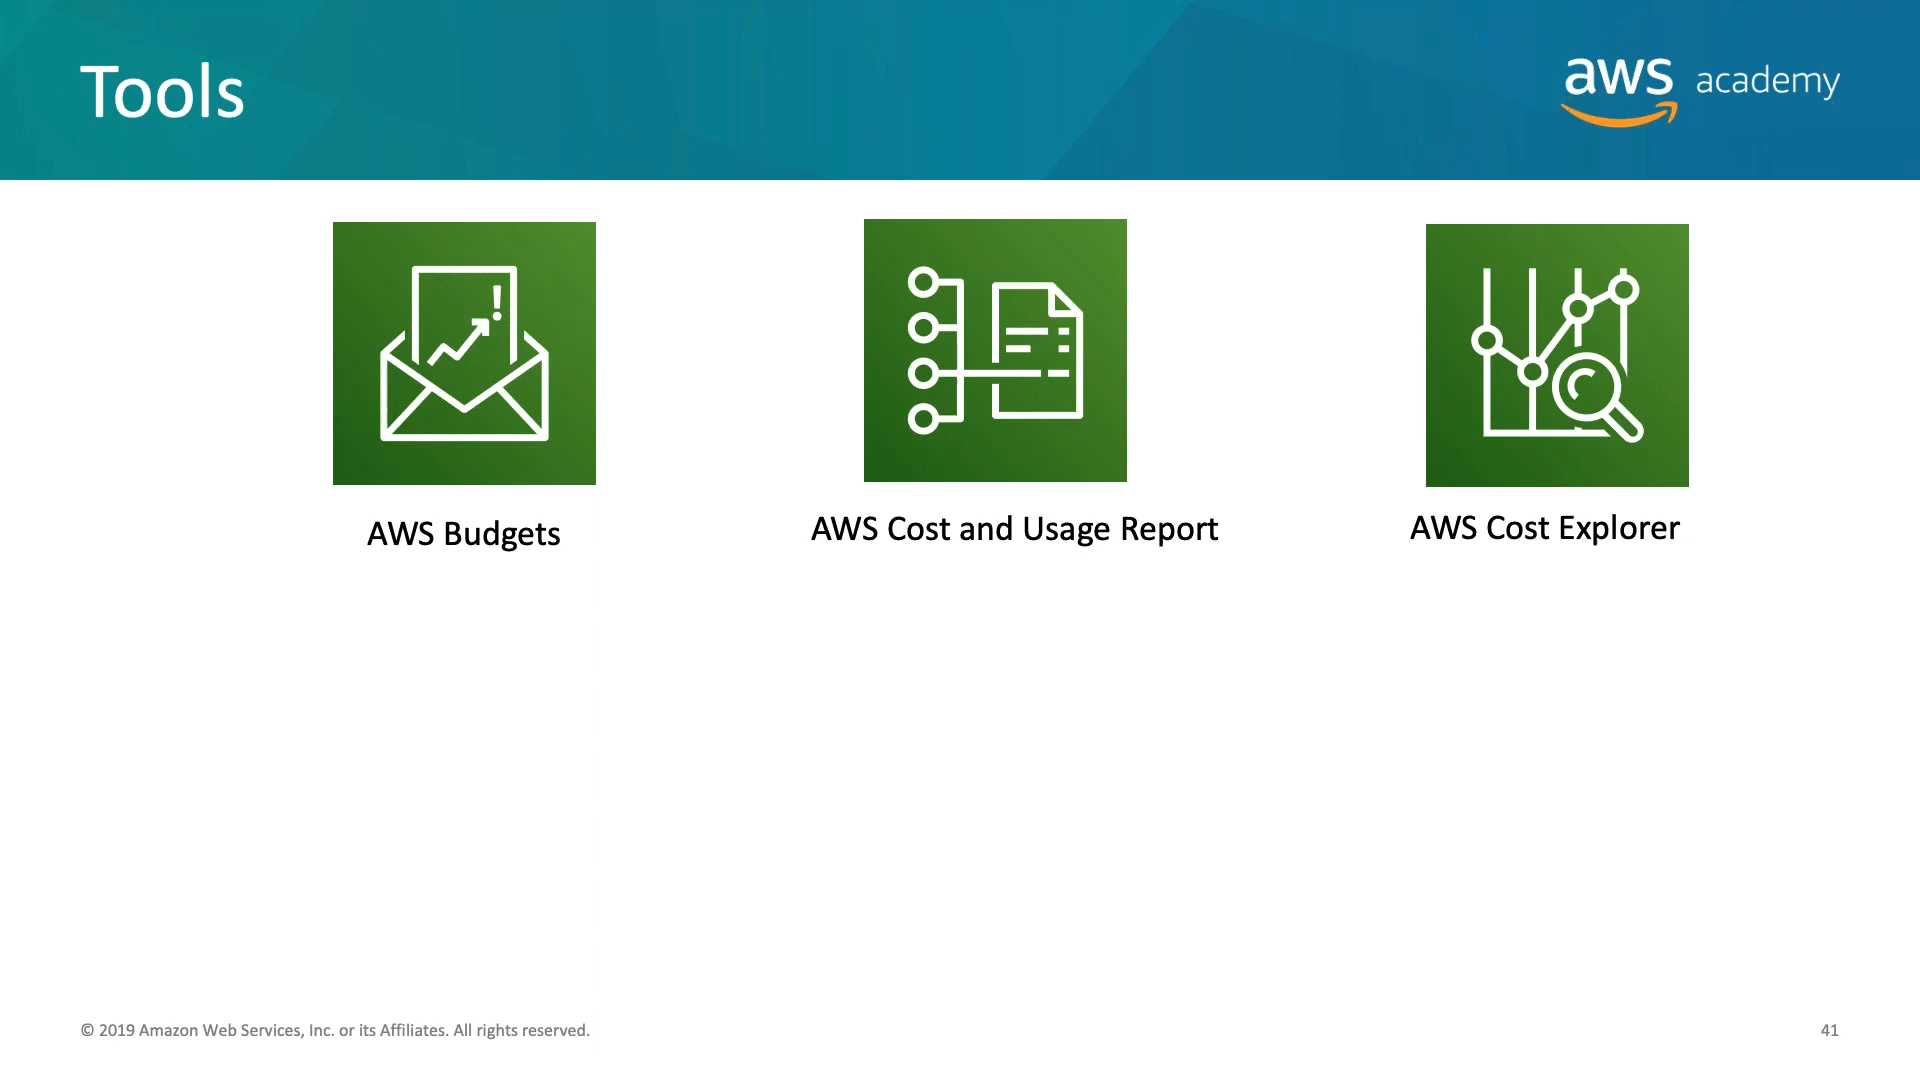 Tools
aws academy
AWS Budgets
AWS Cost and Usage Report
AWS Cost Explorer
© 2019 Amazon Web Services, Inc. or its Affiliates. All rights reserved.
41